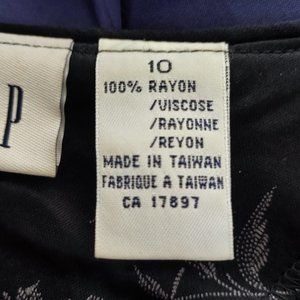 P
10
100% RAYON
/VISCOSE
/RAYONNE
/REYON
MADE IN TAIWAN
FABRIQUE A TAIWAN
CA 17897